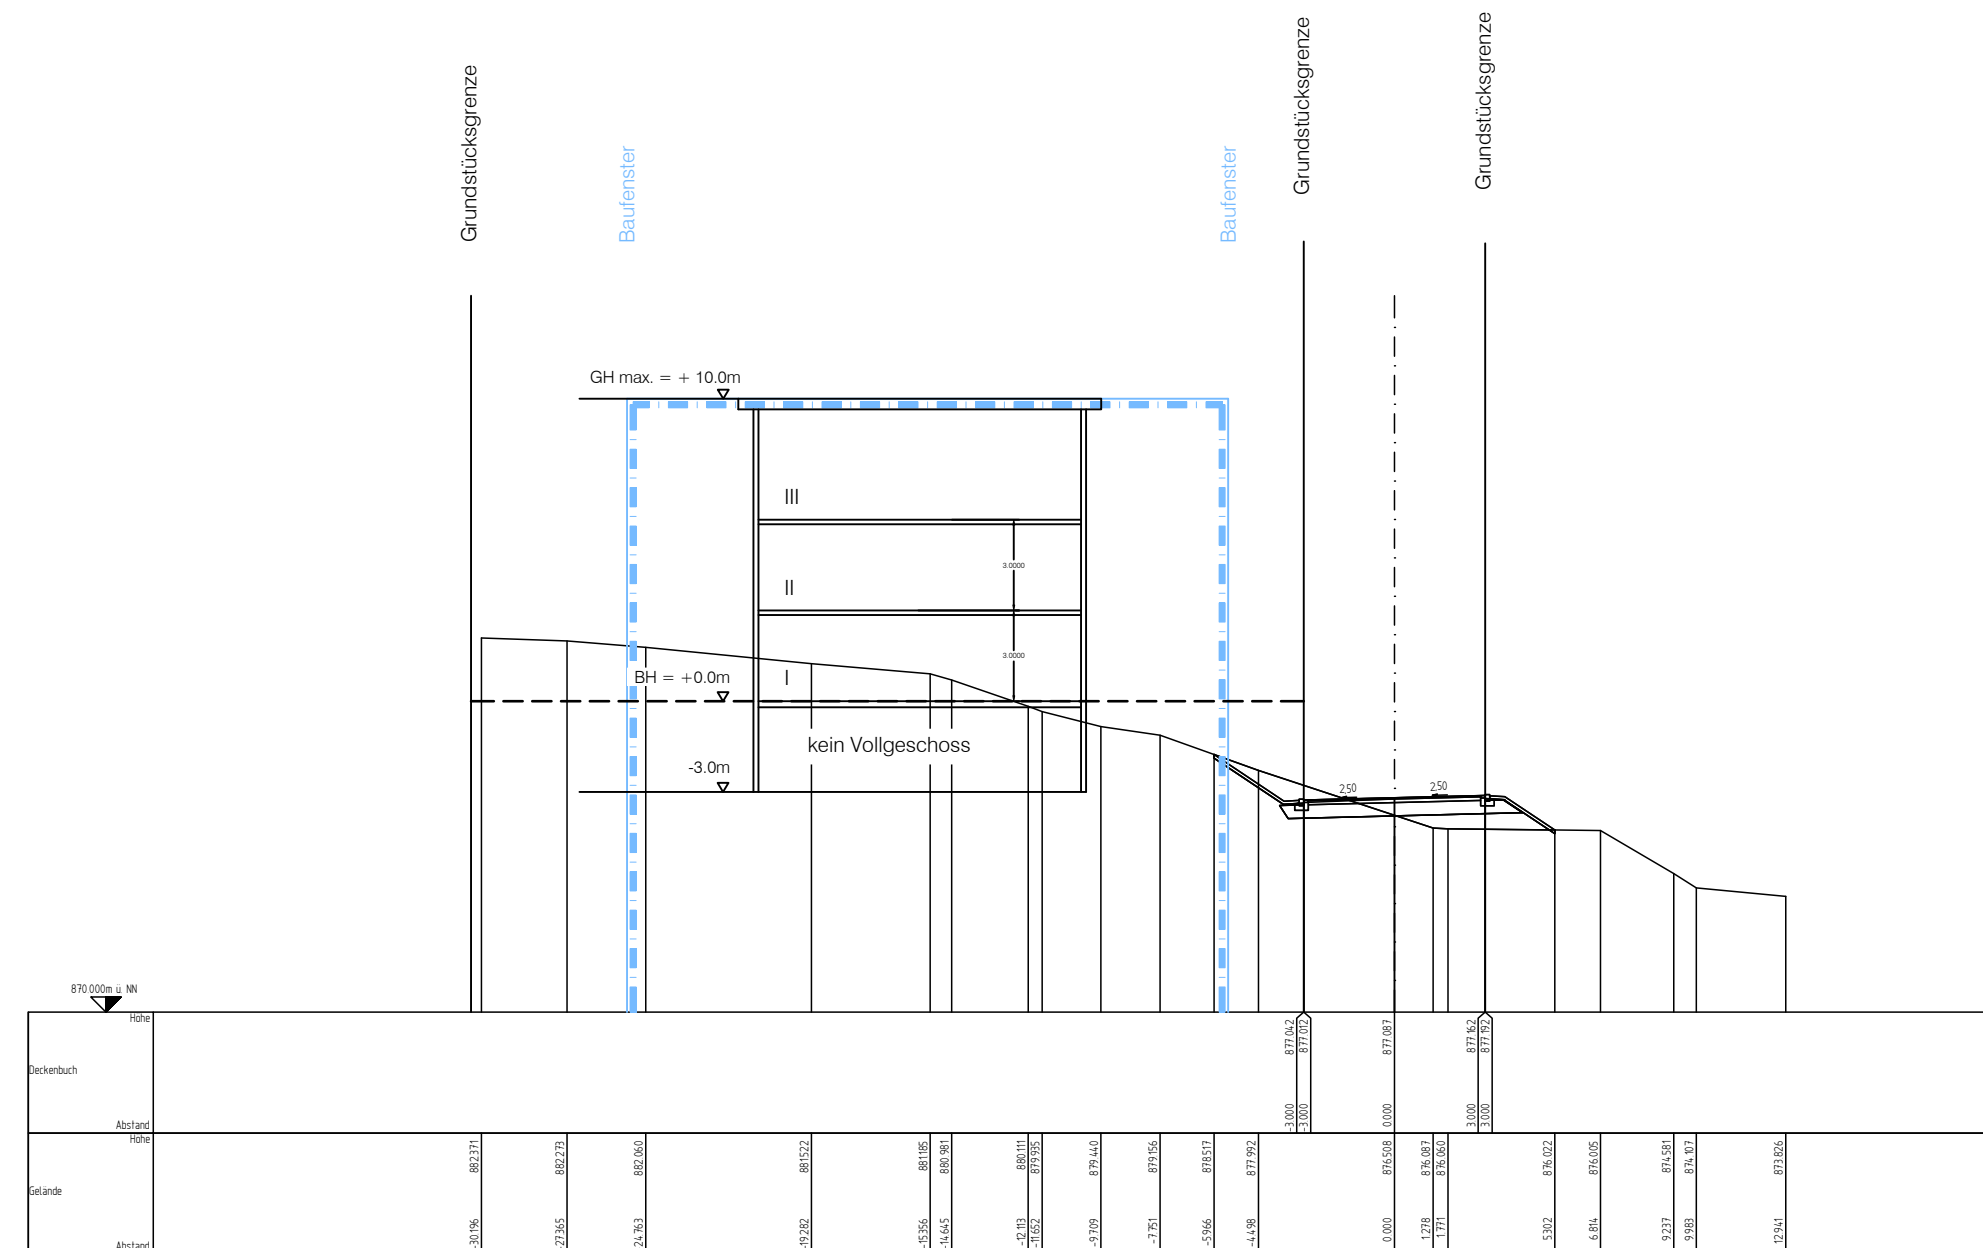 Grundstücksgrenze
Baufenster
Baufenster
Grundstücksgrenze
Grundstücksgrenze
GH max. = + 10.0m
III
3.0000
II
3.0000
BH = +0.0m
I
kein Vollgeschoss
-3.0m
2,50
2,50
870.000m ü. NN
Höhe
Deckenbuch
Abstand
877.042
877.012
877.087
877.162
877.192
-3.000
-3.000
0.000
3.000
3.000
Höhe
Gelände
Abstand
882.371
882.273
882.060
881.522
881.185
880.981
880.111
879.935
879.440
879.156
878.517
877.992
876.508
876.087
876.060
876.022
876.005
874.581
874.107
873.826
-30.196
-27.365
24.763
-19.282
-15.356
-14.645
-12.113
-11.652
-9.709
-7.751
-5.966
-4.498
0.000
1.278
1.771
5.302
6.814
9.237
9.983
12.941